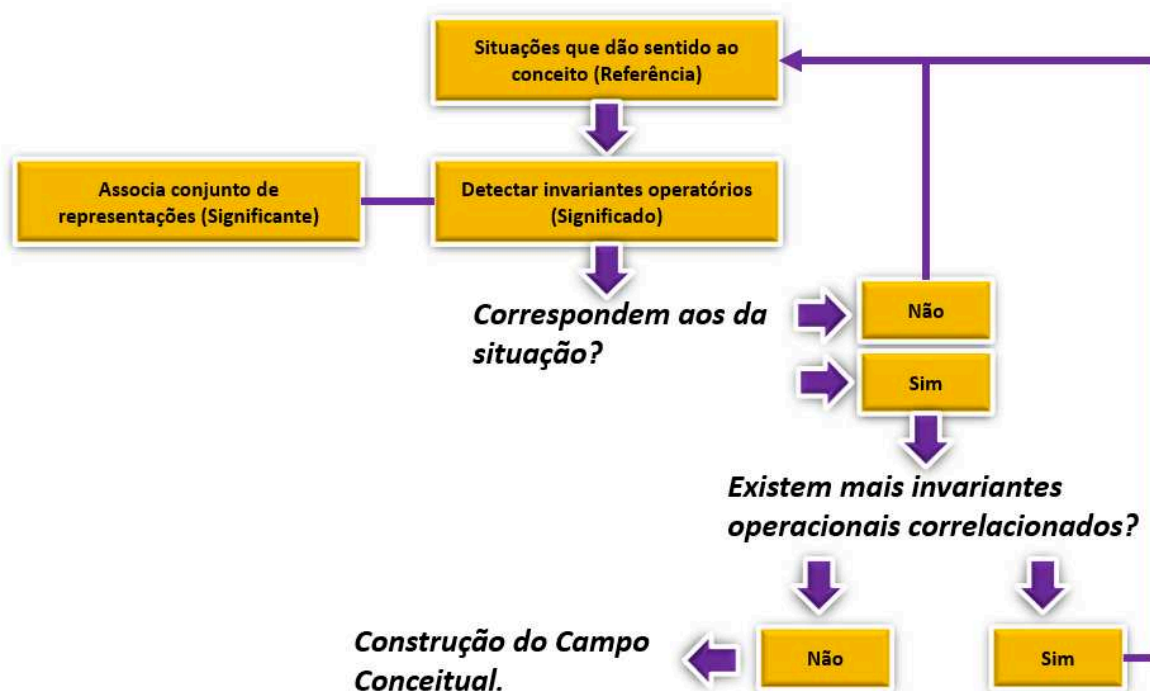 Situações que dão sentido ao
conceito (Referência)
Associa conjunto de
representações (Significante)
Detectar invariantes operatórios
(Significado)
Correspondem aos da
situação?
Não
Sim
Existem mais invariantes
operacionais correlacionados?
Construção do Campo
Conceitual.
Não
Sim